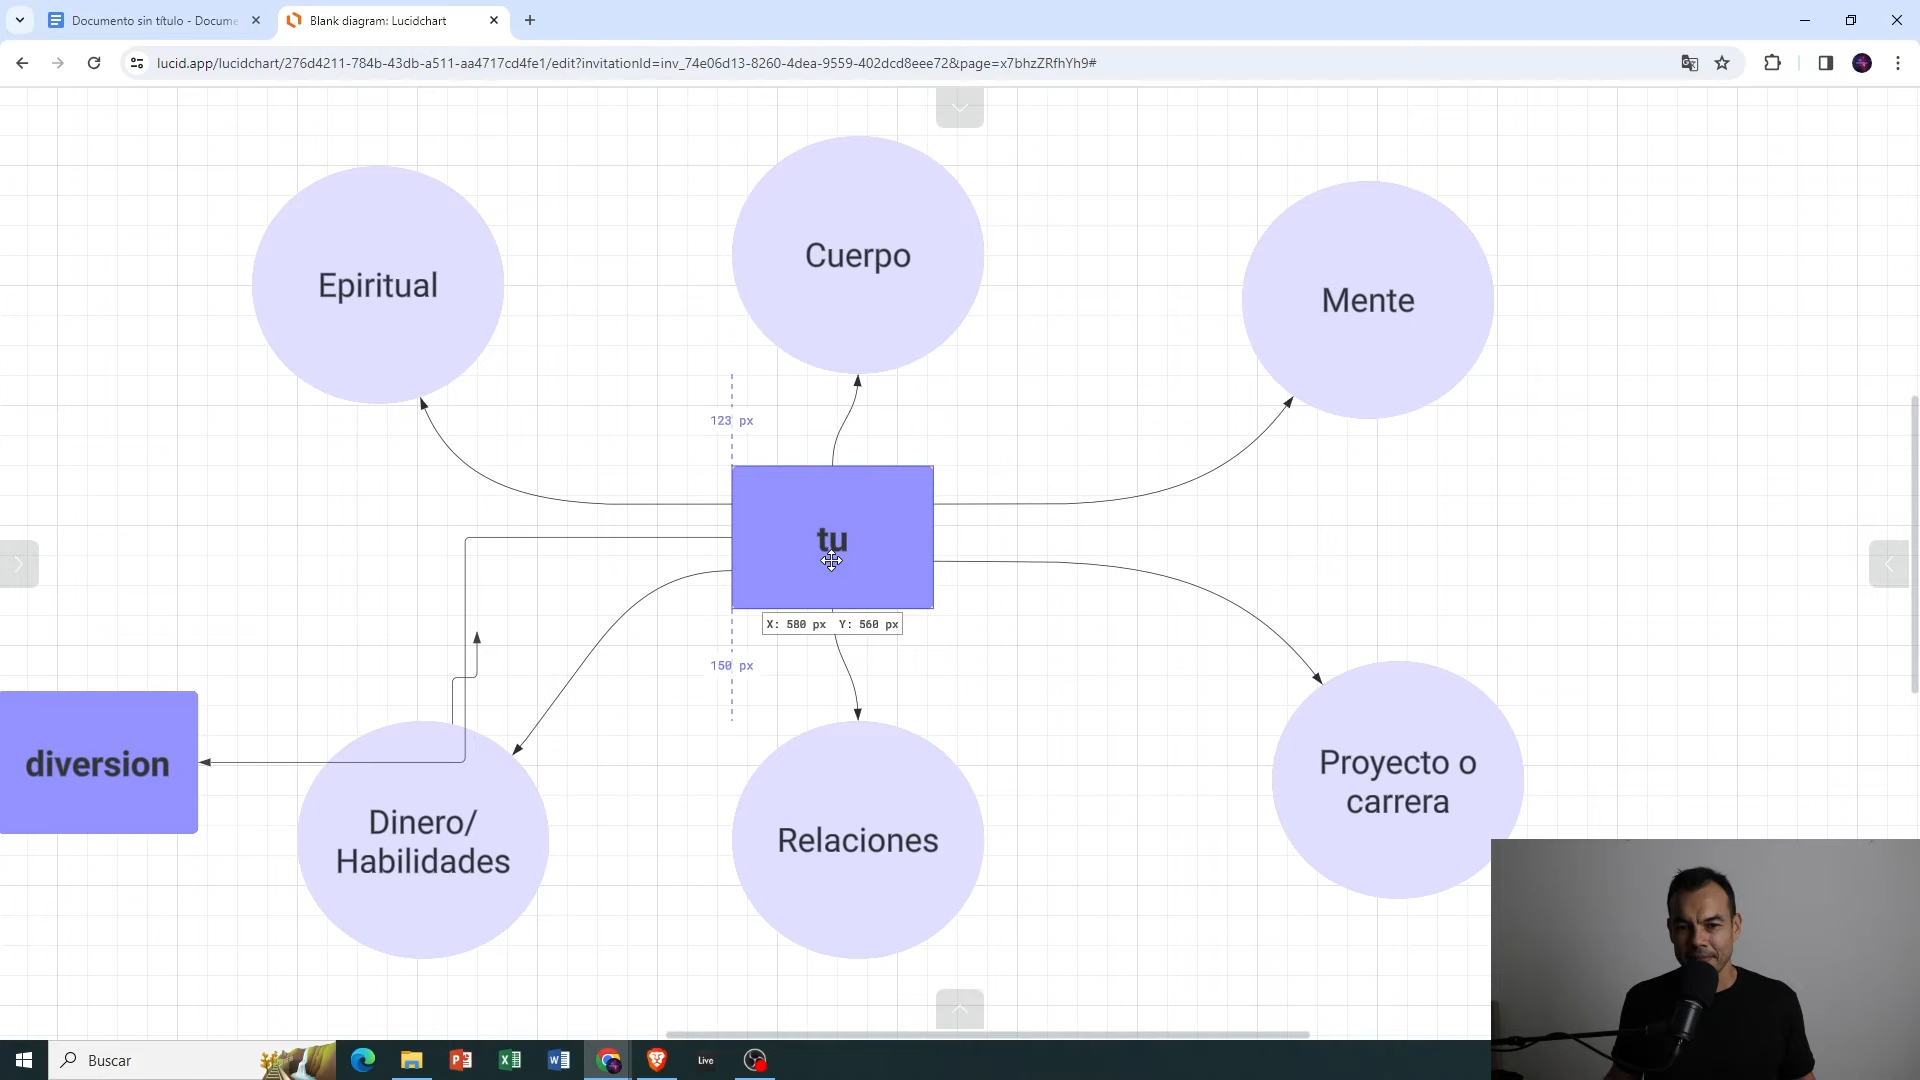 Documento sin título - Docume
Blank diagram: Lucidchart
lucid.app/lucidchart/276d4211-784b-43db-a511-aa4717cd4fe1/edit?invitationId=inv_74e06d13-8260-4dea-9559-402dcd8eee72&page=x7bhzZRfhYh9#
Epiritual
Cuerpo
Mente
123 px
tu
X: 580 px Y: 560 px
150 px
diversion
Dinero/
Habilidades
Relaciones
Proyecto o
carrera
Buscar
Live